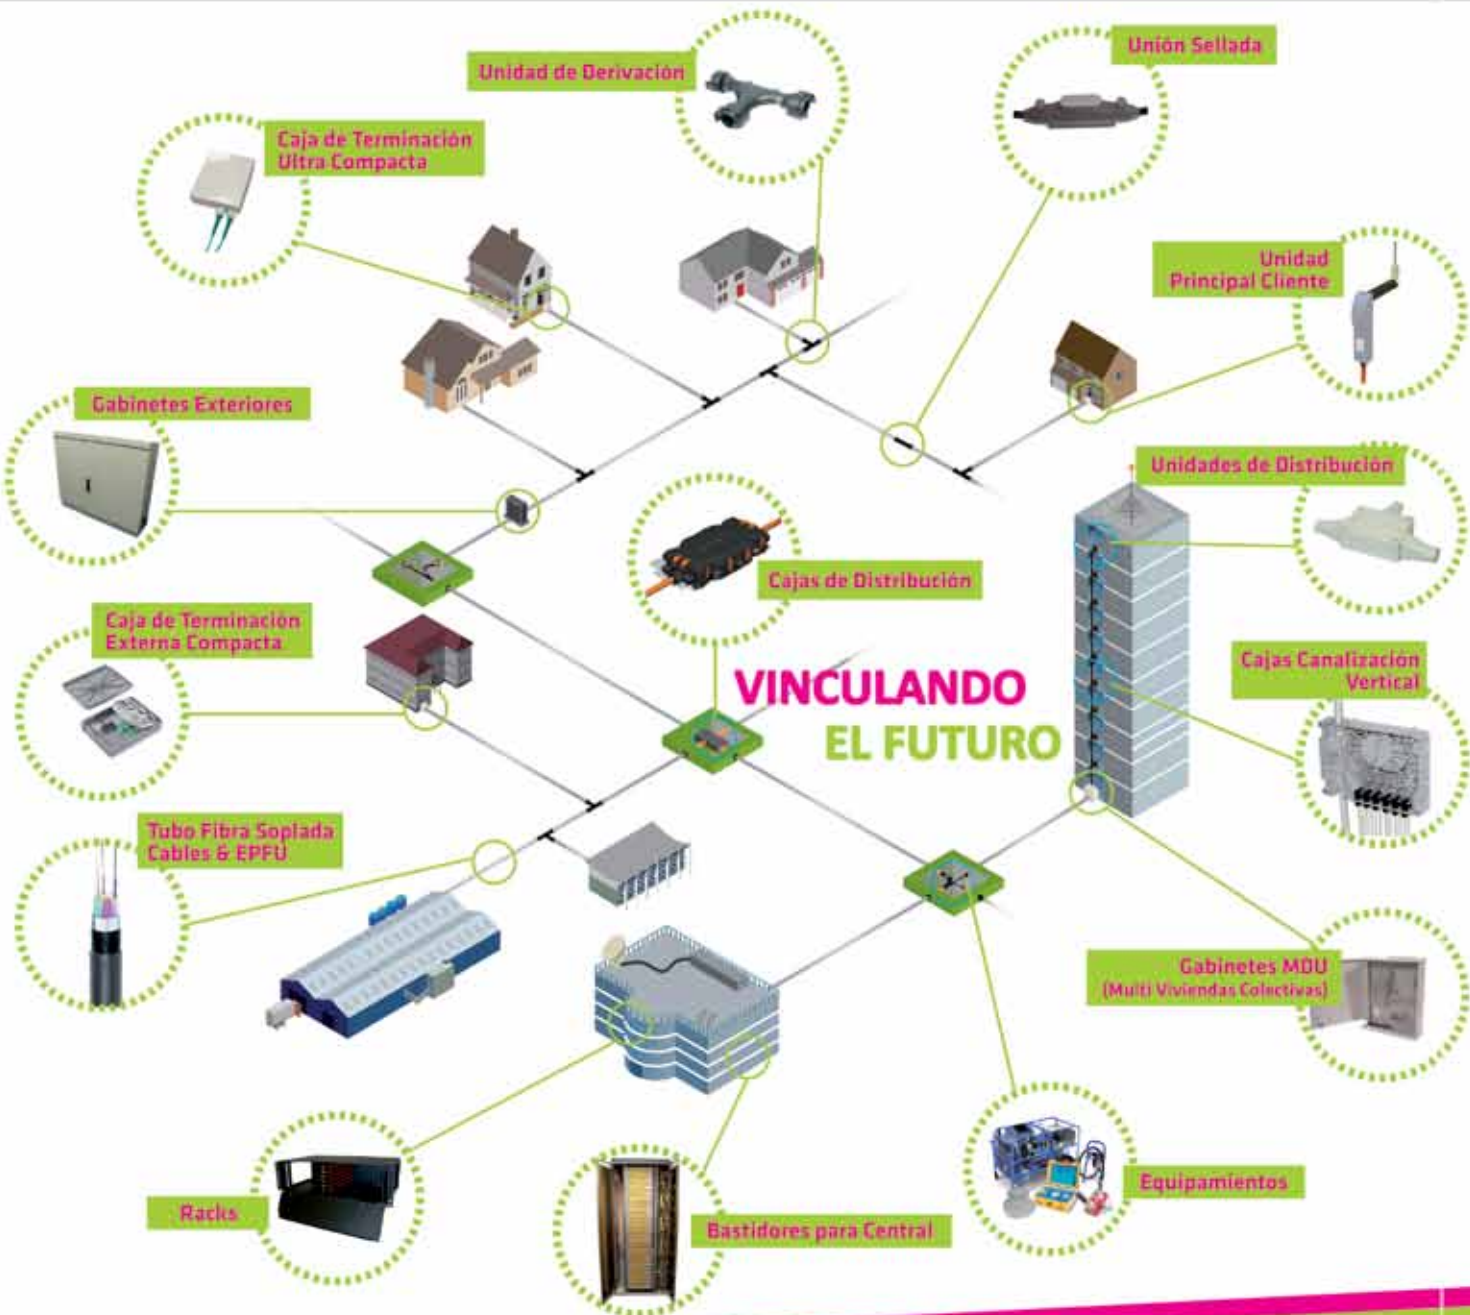 Unidad de Derivación
Unión Sellada
Caja de Terminación
Ultra Compacta
Unidad
Principal Cliente
Gabinetes Exteriores
Unidades de Distribución
Cajas de Distribución
Caja de Terminación
Externa Compacta
Cajas Canalización
Vertical
VINCULANDO
EL FUTURO
Tubo Fibra Soplada
Cables & EPFU
Gabinetes MDU
(Multi Viviendas Colectivas)
Equipamientos
Racks
Bastidores para Central